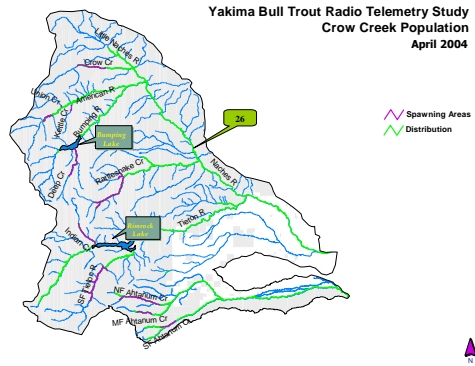 Yakima Bull Trout Radio Telemetry Study
Crow Creek Population
April 2004
Little Naches R
Crow Cr
Union Cr
American R
Kettle Cr
Bumping R
26
Spawning Areas
Distribution
Bumping
Lake
Deep Cr
Rattlesnake Cr
Naches R
Tieton R
Rimrock
Lake
Indian Cr
SF Tieton R
NF Ahtanum Cr
MF Ahtanum Cr
SF Ahtanum Cr
N